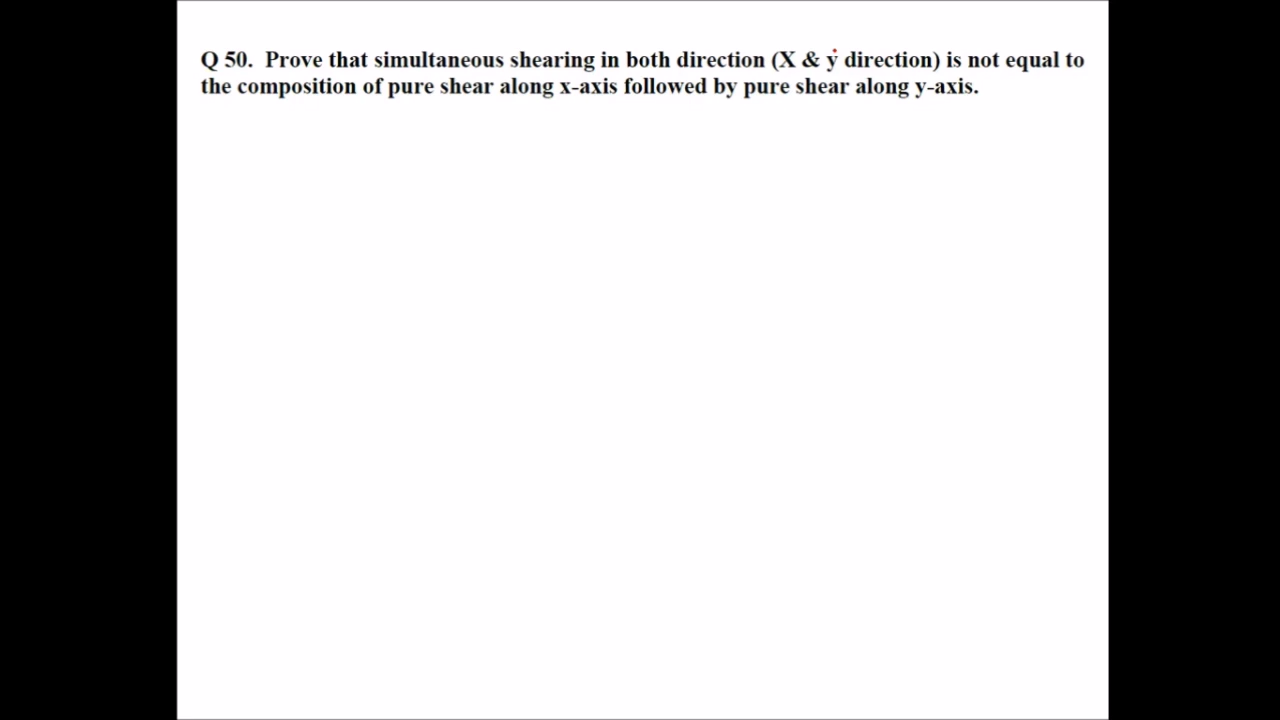 Q 50. Prove that simultaneous shearing in both direction (X & y direction) is not equal to
the composition of pure shear along x-axis followed by pure shear along y-axis.